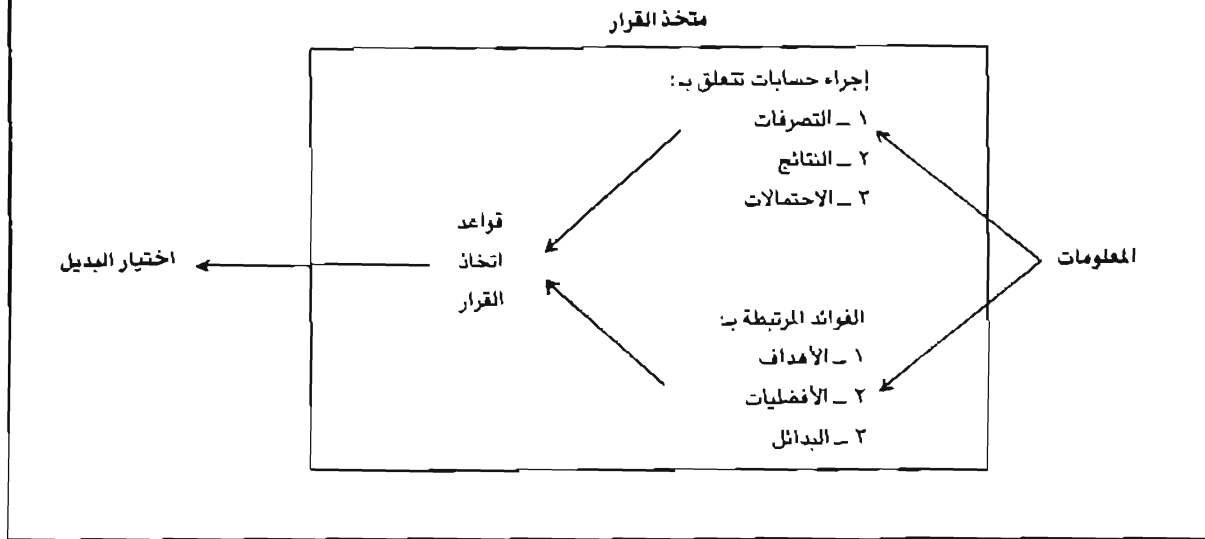 متخذ القرار
إجراء حسابات تتعلق بـ:
١ ـ التصرفات
٢ ـ النتائج
٣ ـ الاحتمالات
المعلومات
قواعد
اتخاذ
القرار
اختيار البديل
الفوائد المرتبطة بـ:
١ ـ الأهداف
٢ ـ الأفضليات
٣ ـ البدائل